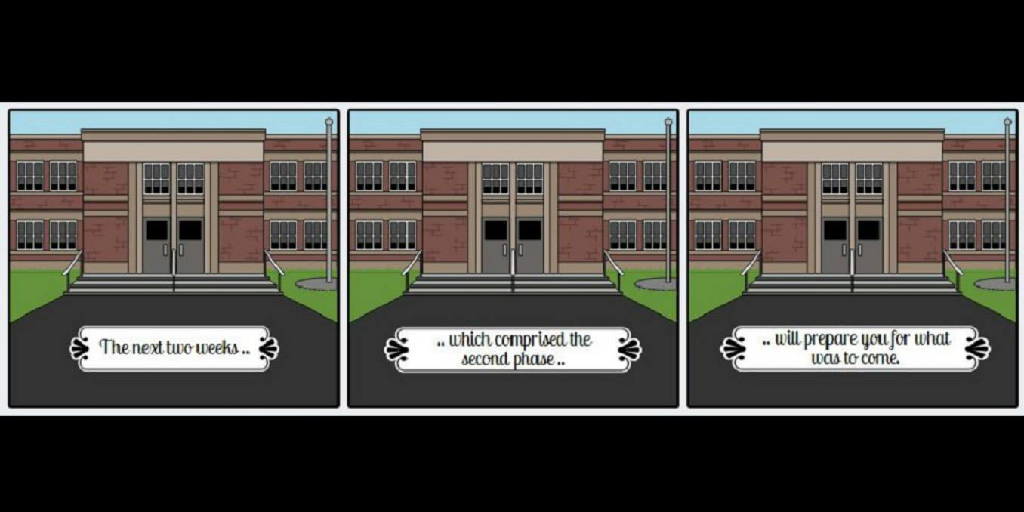 The next two weeks ..
.. which comprised the
second phase ..
.. will prepare you for what
was to come.